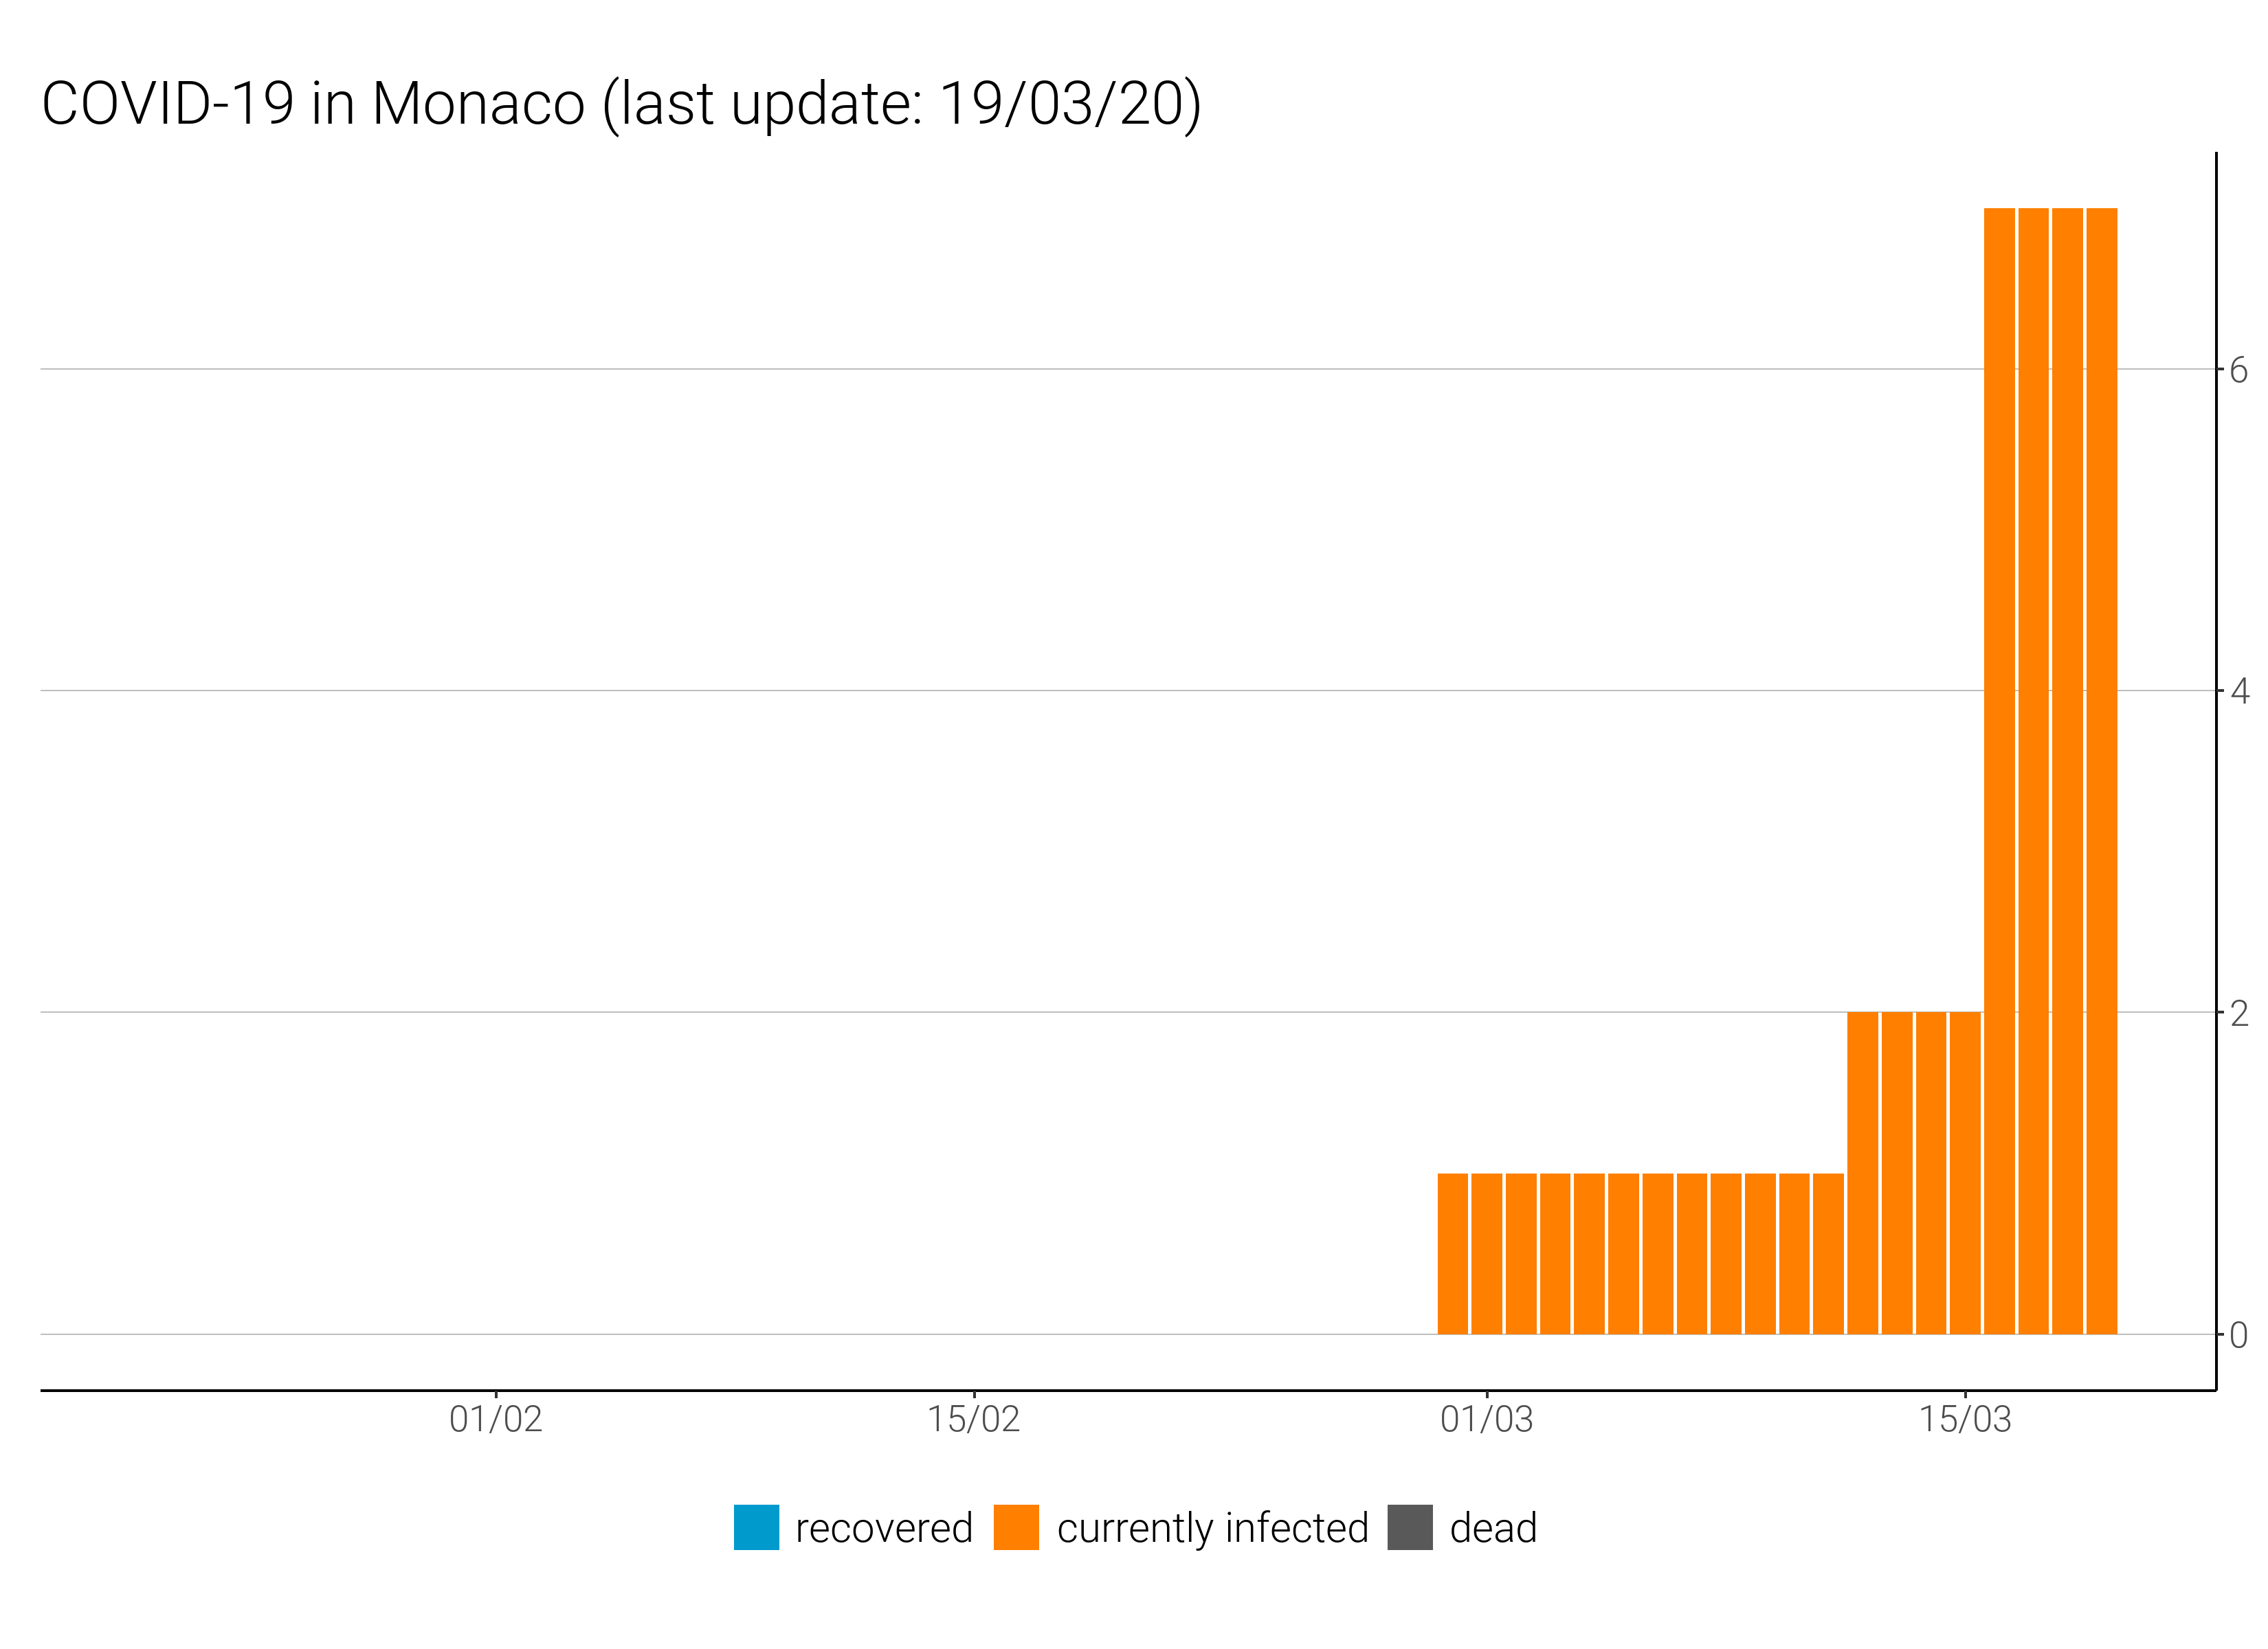 COVID-19 in Monaco (last update: 19/03/20)
6
4
2
0
01/02 15/02 01/03 15/03
recovered currently infected dead